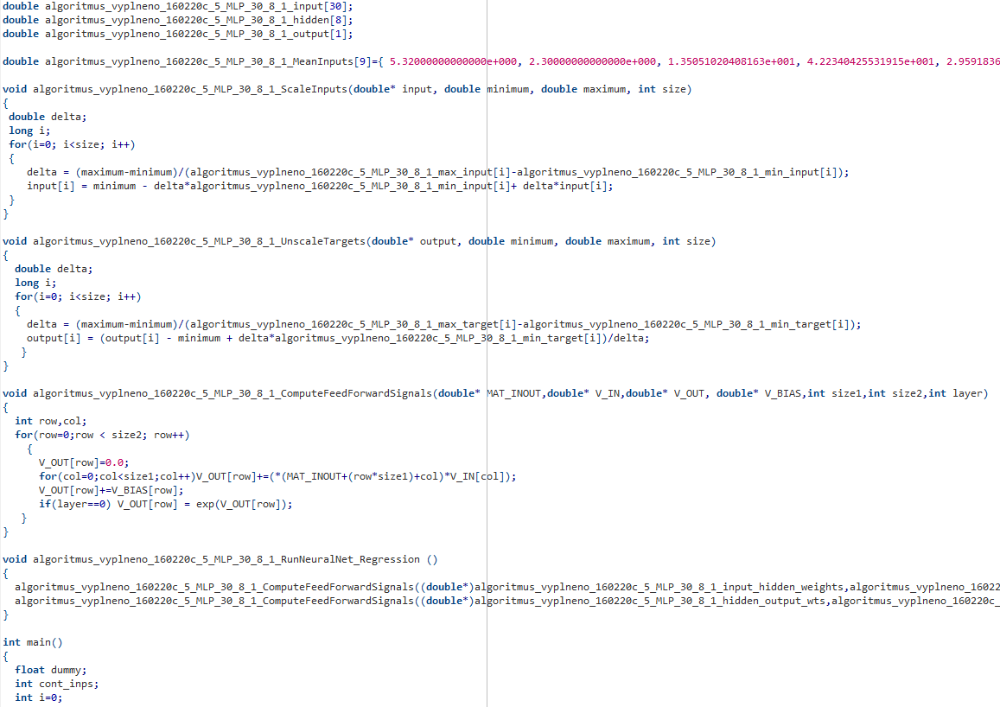 double algoritmus_vyplneno_160220c_5_MLP_30_8_1_input[30];
double algoritmus_vyplneno_160220c_5_MLP_30_8_1_hidden[8];
double algoritmus_vyplneno_160220c_5_MLP_30_8_1_output[1];

double algoritmus_vyplneno_160220c_5_MLP_30_8_1_MeanInputs[9]={ 5.32000000000000e+000, 2.30000000000000e+000, 1.35051020408163e+001, 4.22340425531915e+001, 2.9591836

void algoritmus_vyplneno_160220c_5_MLP_30_8_1_ScaleInputs(double* input, double minimum, double maximum, int size)
{
 double delta;
 long i;
 for(i=0; i<size; i++)
 {
    delta = (maximum-minimum)/(algoritmus_vyplneno_160220c_5_MLP_30_8_1_max_input[i]-algoritmus_vyplneno_160220c_5_MLP_30_8_1_min_input[i]);
    input[i] = minimum - delta*algoritmus_vyplneno_160220c_5_MLP_30_8_1_min_input[i]+ delta*input[i];
 }
}

void algoritmus_vyplneno_160220c_5_MLP_30_8_1_UnscaleTargets(double* output, double minimum, double maximum, int size)
{
  double delta;
  long i;
  for(i=0; i<size; i++)
  {
    delta = (maximum-minimum)/(algoritmus_vyplneno_160220c_5_MLP_30_8_1_max_target[i]-algoritmus_vyplneno_160220c_5_MLP_30_8_1_min_target[i]);
    output[i] = (output[i] - minimum + delta*algoritmus_vyplneno_160220c_5_MLP_30_8_1_min_target[i])/delta;
   }
}

void algoritmus_vyplneno_160220c_5_MLP_30_8_1_ComputeFeedForwardSignals(double* MAT_INOUT,double* V_IN,double* V_OUT, double* V_BIAS,int size1,int size2,int layer)
{
  int row,col;
  for(row=0;row < size2; row++)
    {
      V_OUT[row]=0.0;
      for(col=0;col<size1;col++)V_OUT[row]+=(*(MAT_INOUT+(row*size1)+col)*V_IN[col]);
      V_OUT[row]+=V_BIAS[row];
      if(layer==0) V_OUT[row] = exp(V_OUT[row]);
   }
}

void algoritmus_vyplneno_160220c_5_MLP_30_8_1_RunNeuralNet_Regression ()
{
  algoritmus_vyplneno_160220c_5_MLP_30_8_1_ComputeFeedForwardSignals((double*)algoritmus_vyplneno_160220c_5_MLP_30_8_1_input_hidden_weights,algoritmus_vyplneno_16022
  algoritmus_vyplneno_160220c_5_MLP_30_8_1_ComputeFeedForwardSignals((double*)algoritmus_vyplneno_160220c_5_MLP_30_8_1_hidden_output_wts,algoritmus_vyplneno_160220c_
}

int main()
{
  float dummy;
  int cont_inps;
  int i=0;